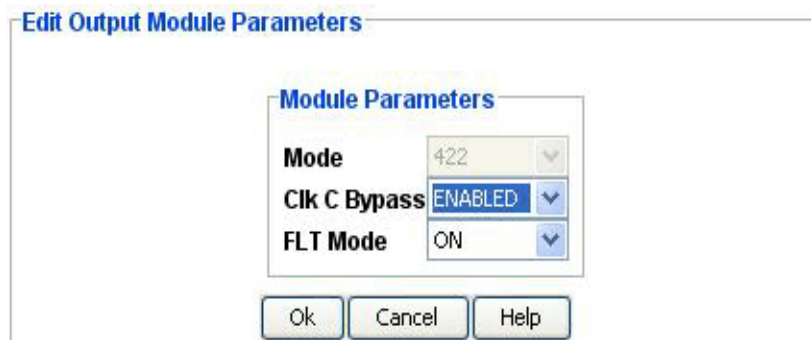 Edit Output Module Parameters
Module Parameters
Mode 422
Clk C Bypass ENABLED
FLT Mode ON
Ok Cancel Help